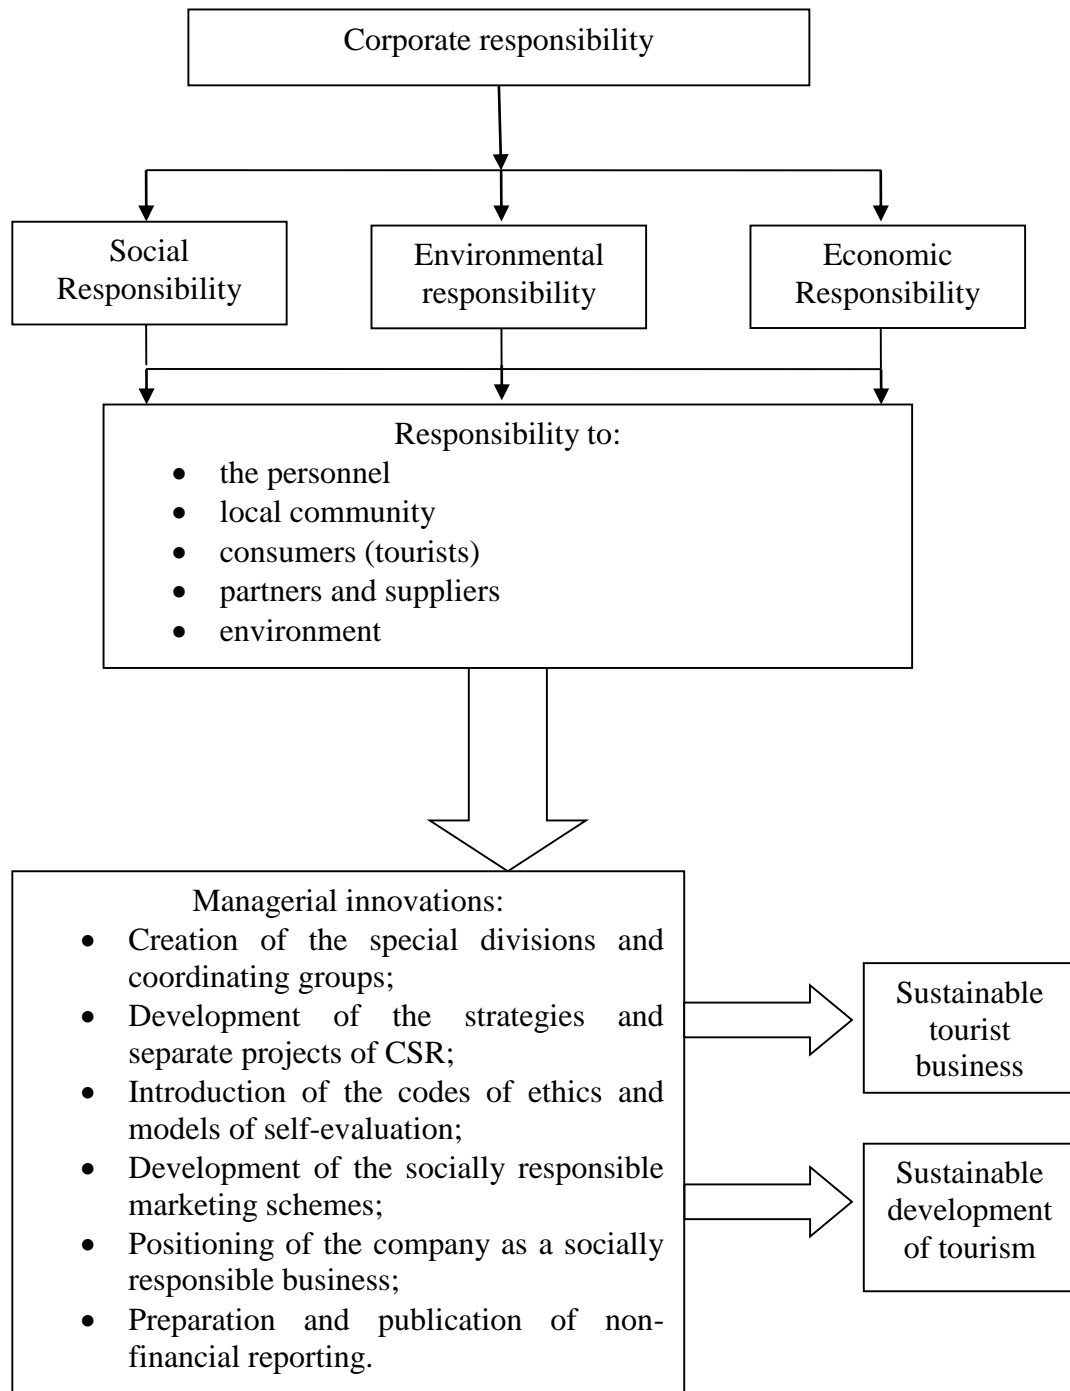 Corporate responsibility
Social
Responsibility
Environmental
responsibility
Economic
Responsibility
Responsibility to:
• the personnel
• local community
• consumers (tourists)
• partners and suppliers
• environment
Managerial innovations:
• Creation of the special divisions and
coordinating groups;
• Development of the strategies and
separate projects of CSR;
• Introduction of the codes of ethics and
models of self-evaluation;
• Development of the socially responsible
marketing schemes;
• Positioning of the company as a socially
responsible business;
• Preparation and publication of non-
financial reporting.
Sustainable
tourist
business
Sustainable
development
of tourism